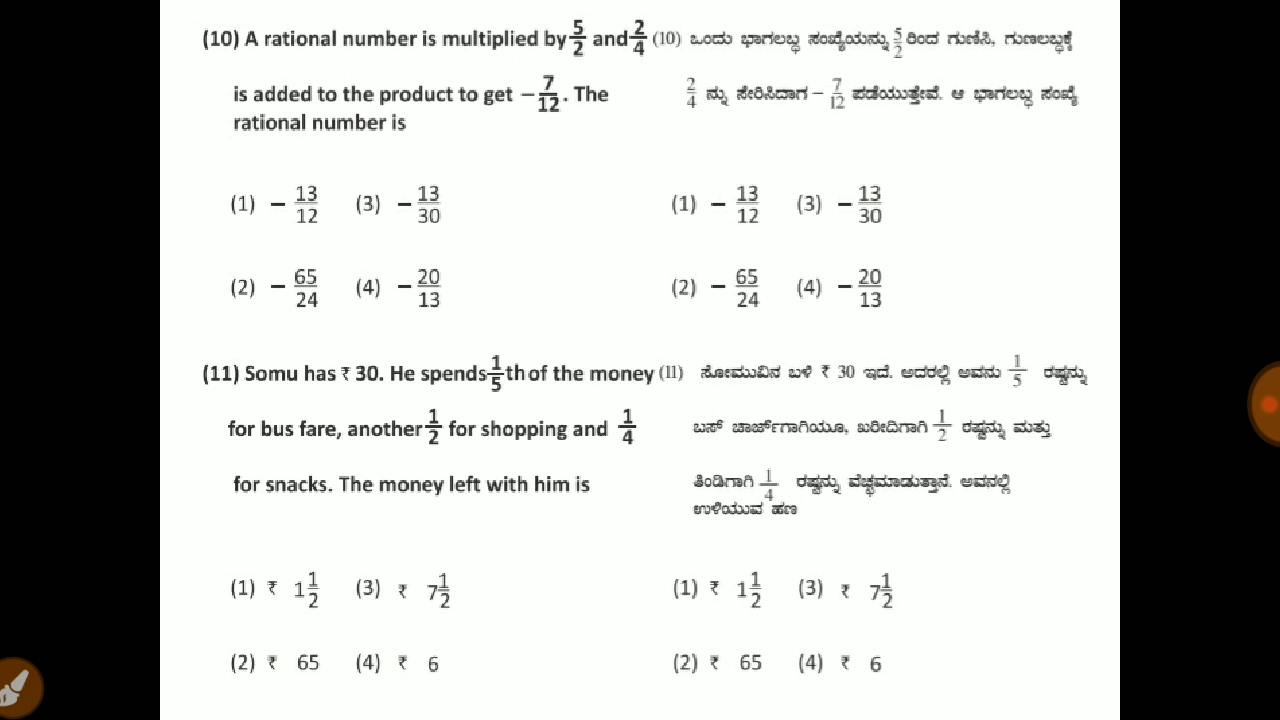 (10) A rational number is multiplied by 5/2 and 2/4
is added to the product to get − 7/12 . The
rational number is
(1) − 13/12 (3) − 13/30
(2) − 65/24 (4) − 20/13
(11) Somu has ₹ 30. He spends 1/5 th of the money
for bus fare, another 1/2 for shopping and 1/4
for snacks. The money left with him is
(1) ₹ 1 1/2 (3) ₹ 7 1/2
(2) ₹ 65 (4) ₹ 6
(10) ಒಂದು ಭಾಗಲಬ್ಧ ಸಂಖ್ಯೆಯನ್ನು 5/2 ರಿಂದ ಗುಣಿಸಿ, ಗುಣಲಬ್ಧಕ್ಕೆ
2/4 ನ್ನು ಸೇರಿಸಿದಾಗ − 7/12 ಪಡೆಯುತ್ತೇವೆ. ಆ ಭಾಗಲಬ್ಧ ಸಂಖ್ಯೆ
(1) − 13/12 (3) − 13/30
(2) − 65/24 (4) − 20/13
(11) ಸೋಮುವಿನ ಬಳಿ ₹ 30 ಇದೆ. ಅದರಲ್ಲಿ ಅವನು 1/5 ರಷ್ಟನ್ನು
ಬಸ್ ಚಾರ್ಜ್‌ಗಾಗಿಯೂ, ಖರೀದಿಗಾಗಿ 1/2 ರಷ್ಟನ್ನು ಮತ್ತು
ತಿಂಡಿಗಾಗಿ 1/4 ರಷ್ಟನ್ನು ವೆಚ್ಛಮಾಡುತ್ತಾನೆ. ಅವನಲ್ಲಿ
ಉಳಿಯುವ ಹಣ
(1) ₹ 1 1/2 (3) ₹ 7 1/2
(2) ₹ 65 (4) ₹ 6